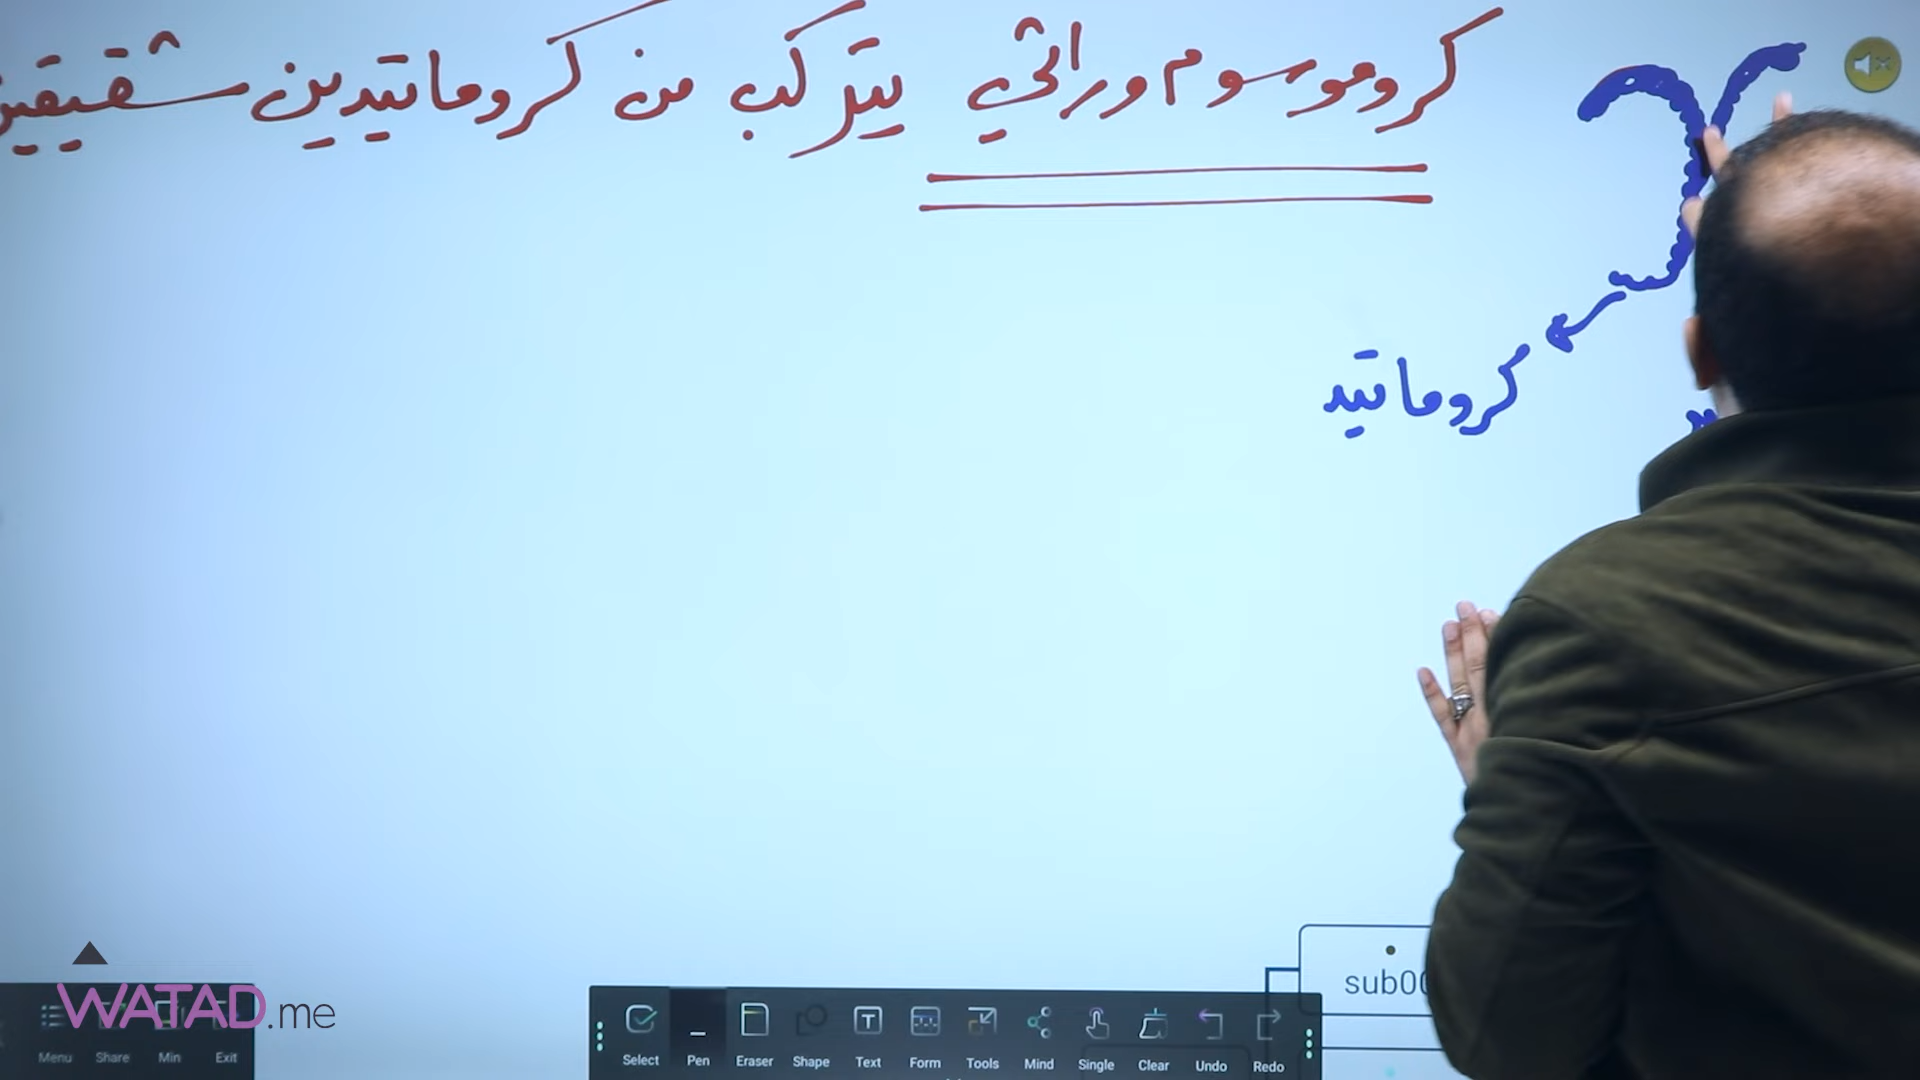 كروموسوم وراثي يتركب من كروماتيدين شقيقين
كروماتيد
sub00
WATAD.me
Menu Share Min Exit
Select Pen Eraser Shape Text Form Tools Mind Single Clear Undo Redo